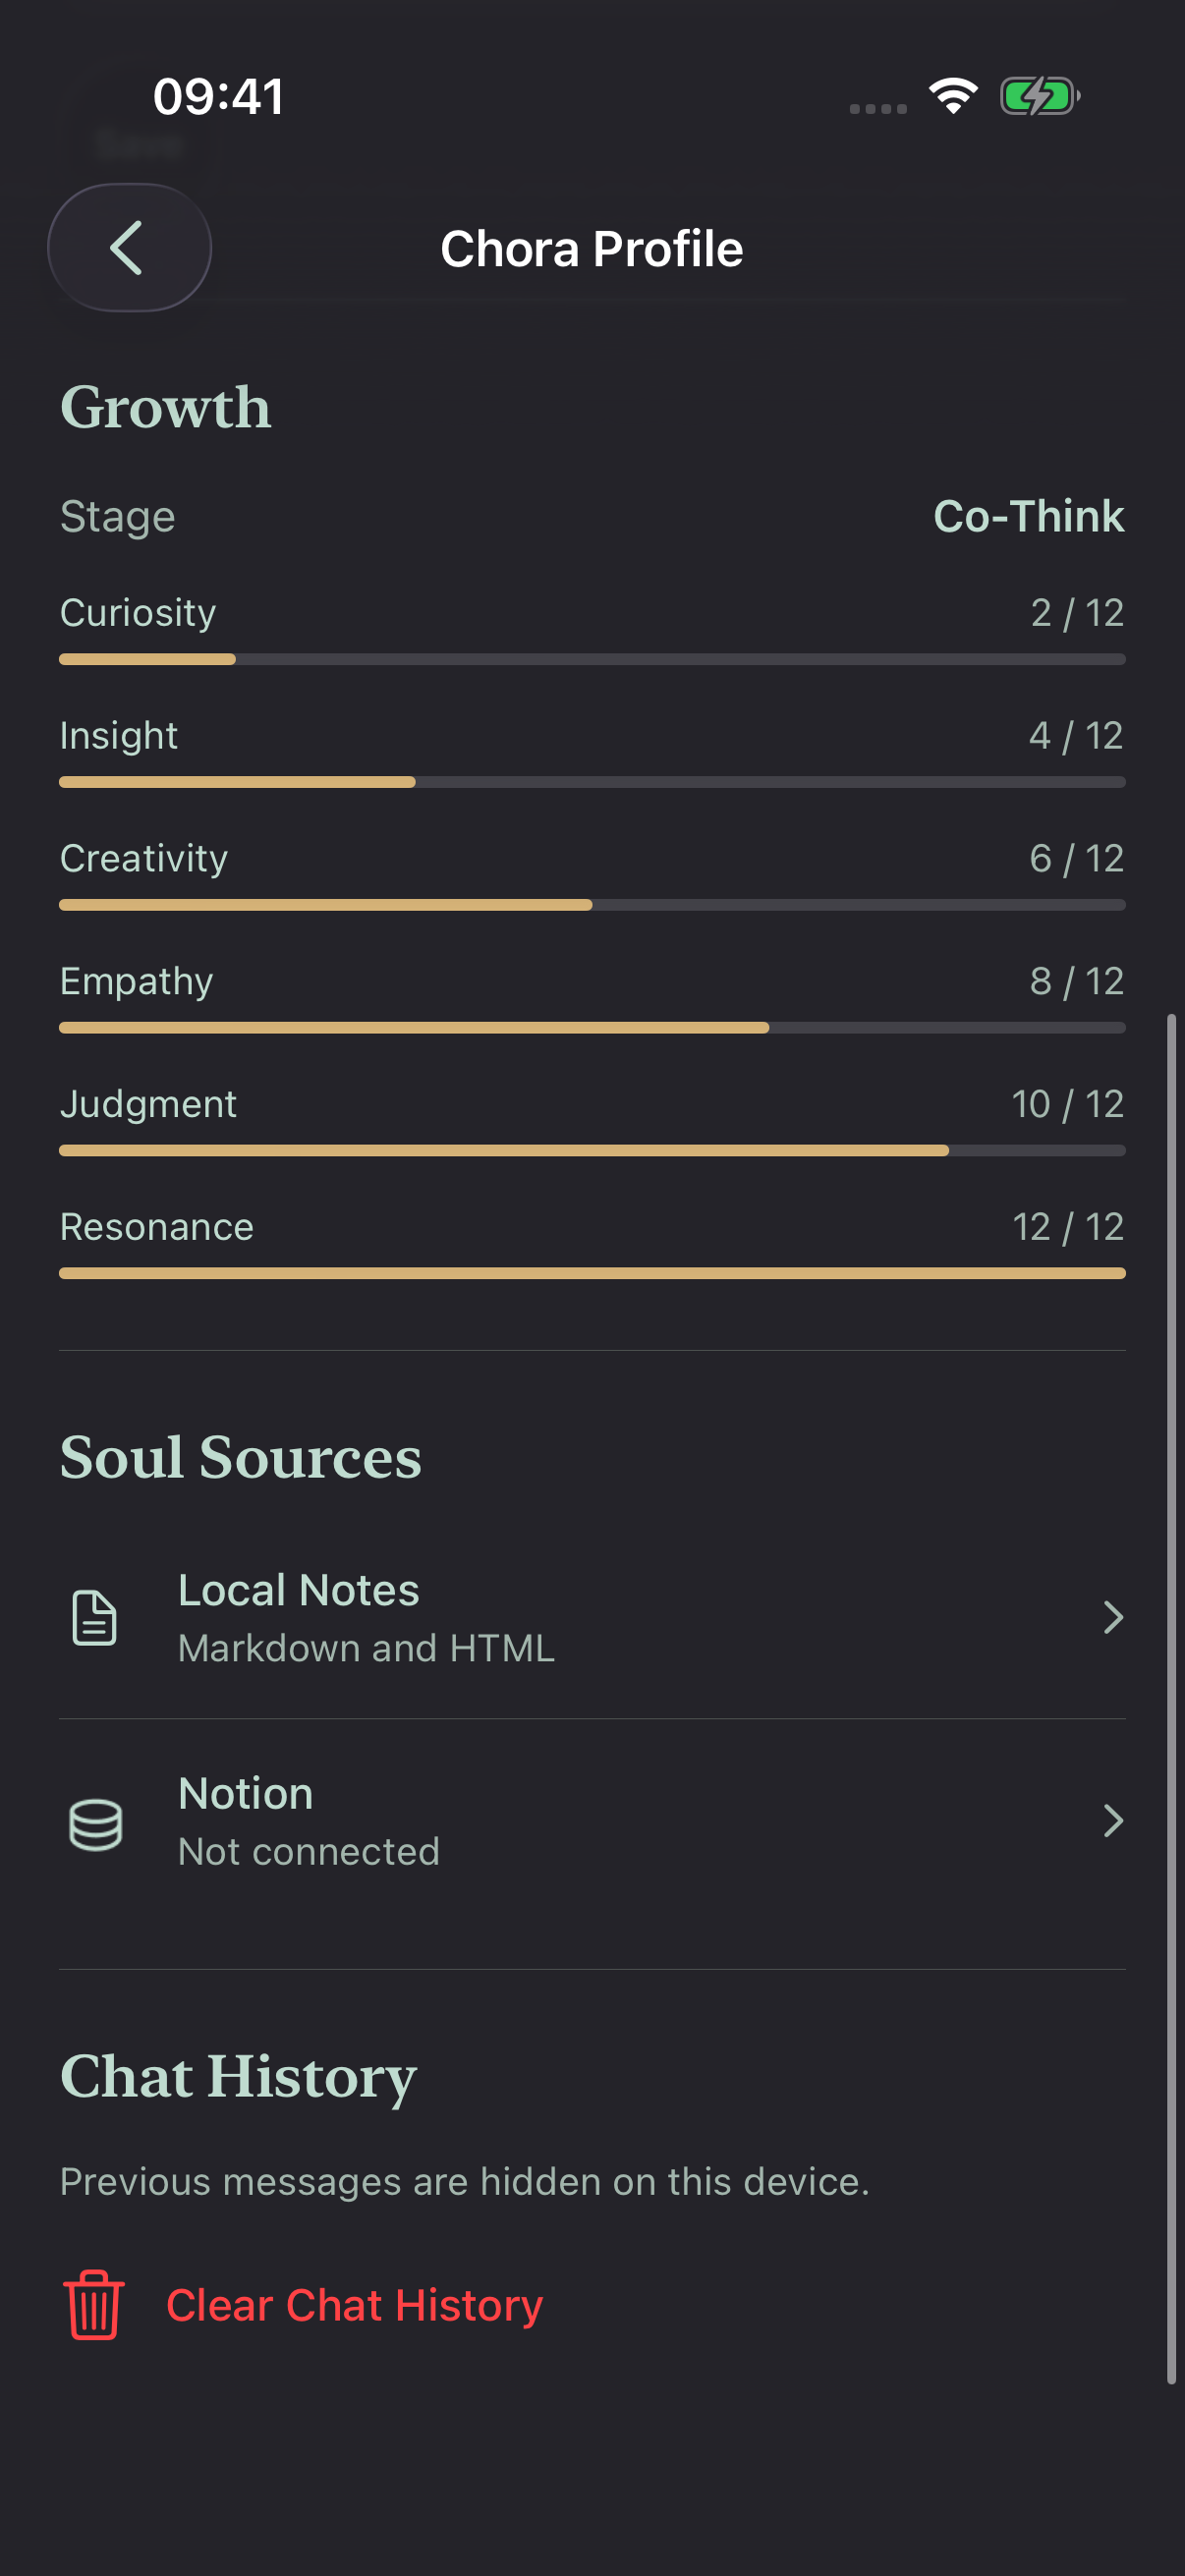 09:41
Chora Profile
Growth
Stage Co-Think
Curiosity 2 / 12
Insight 4 / 12
Creativity 6 / 12
Empathy 8 / 12
Judgment 10 / 12
Resonance 12 / 12
Soul Sources
Local Notes
Markdown and HTML
Notion
Not connected
Chat History
Previous messages are hidden on this device.
Clear Chat History